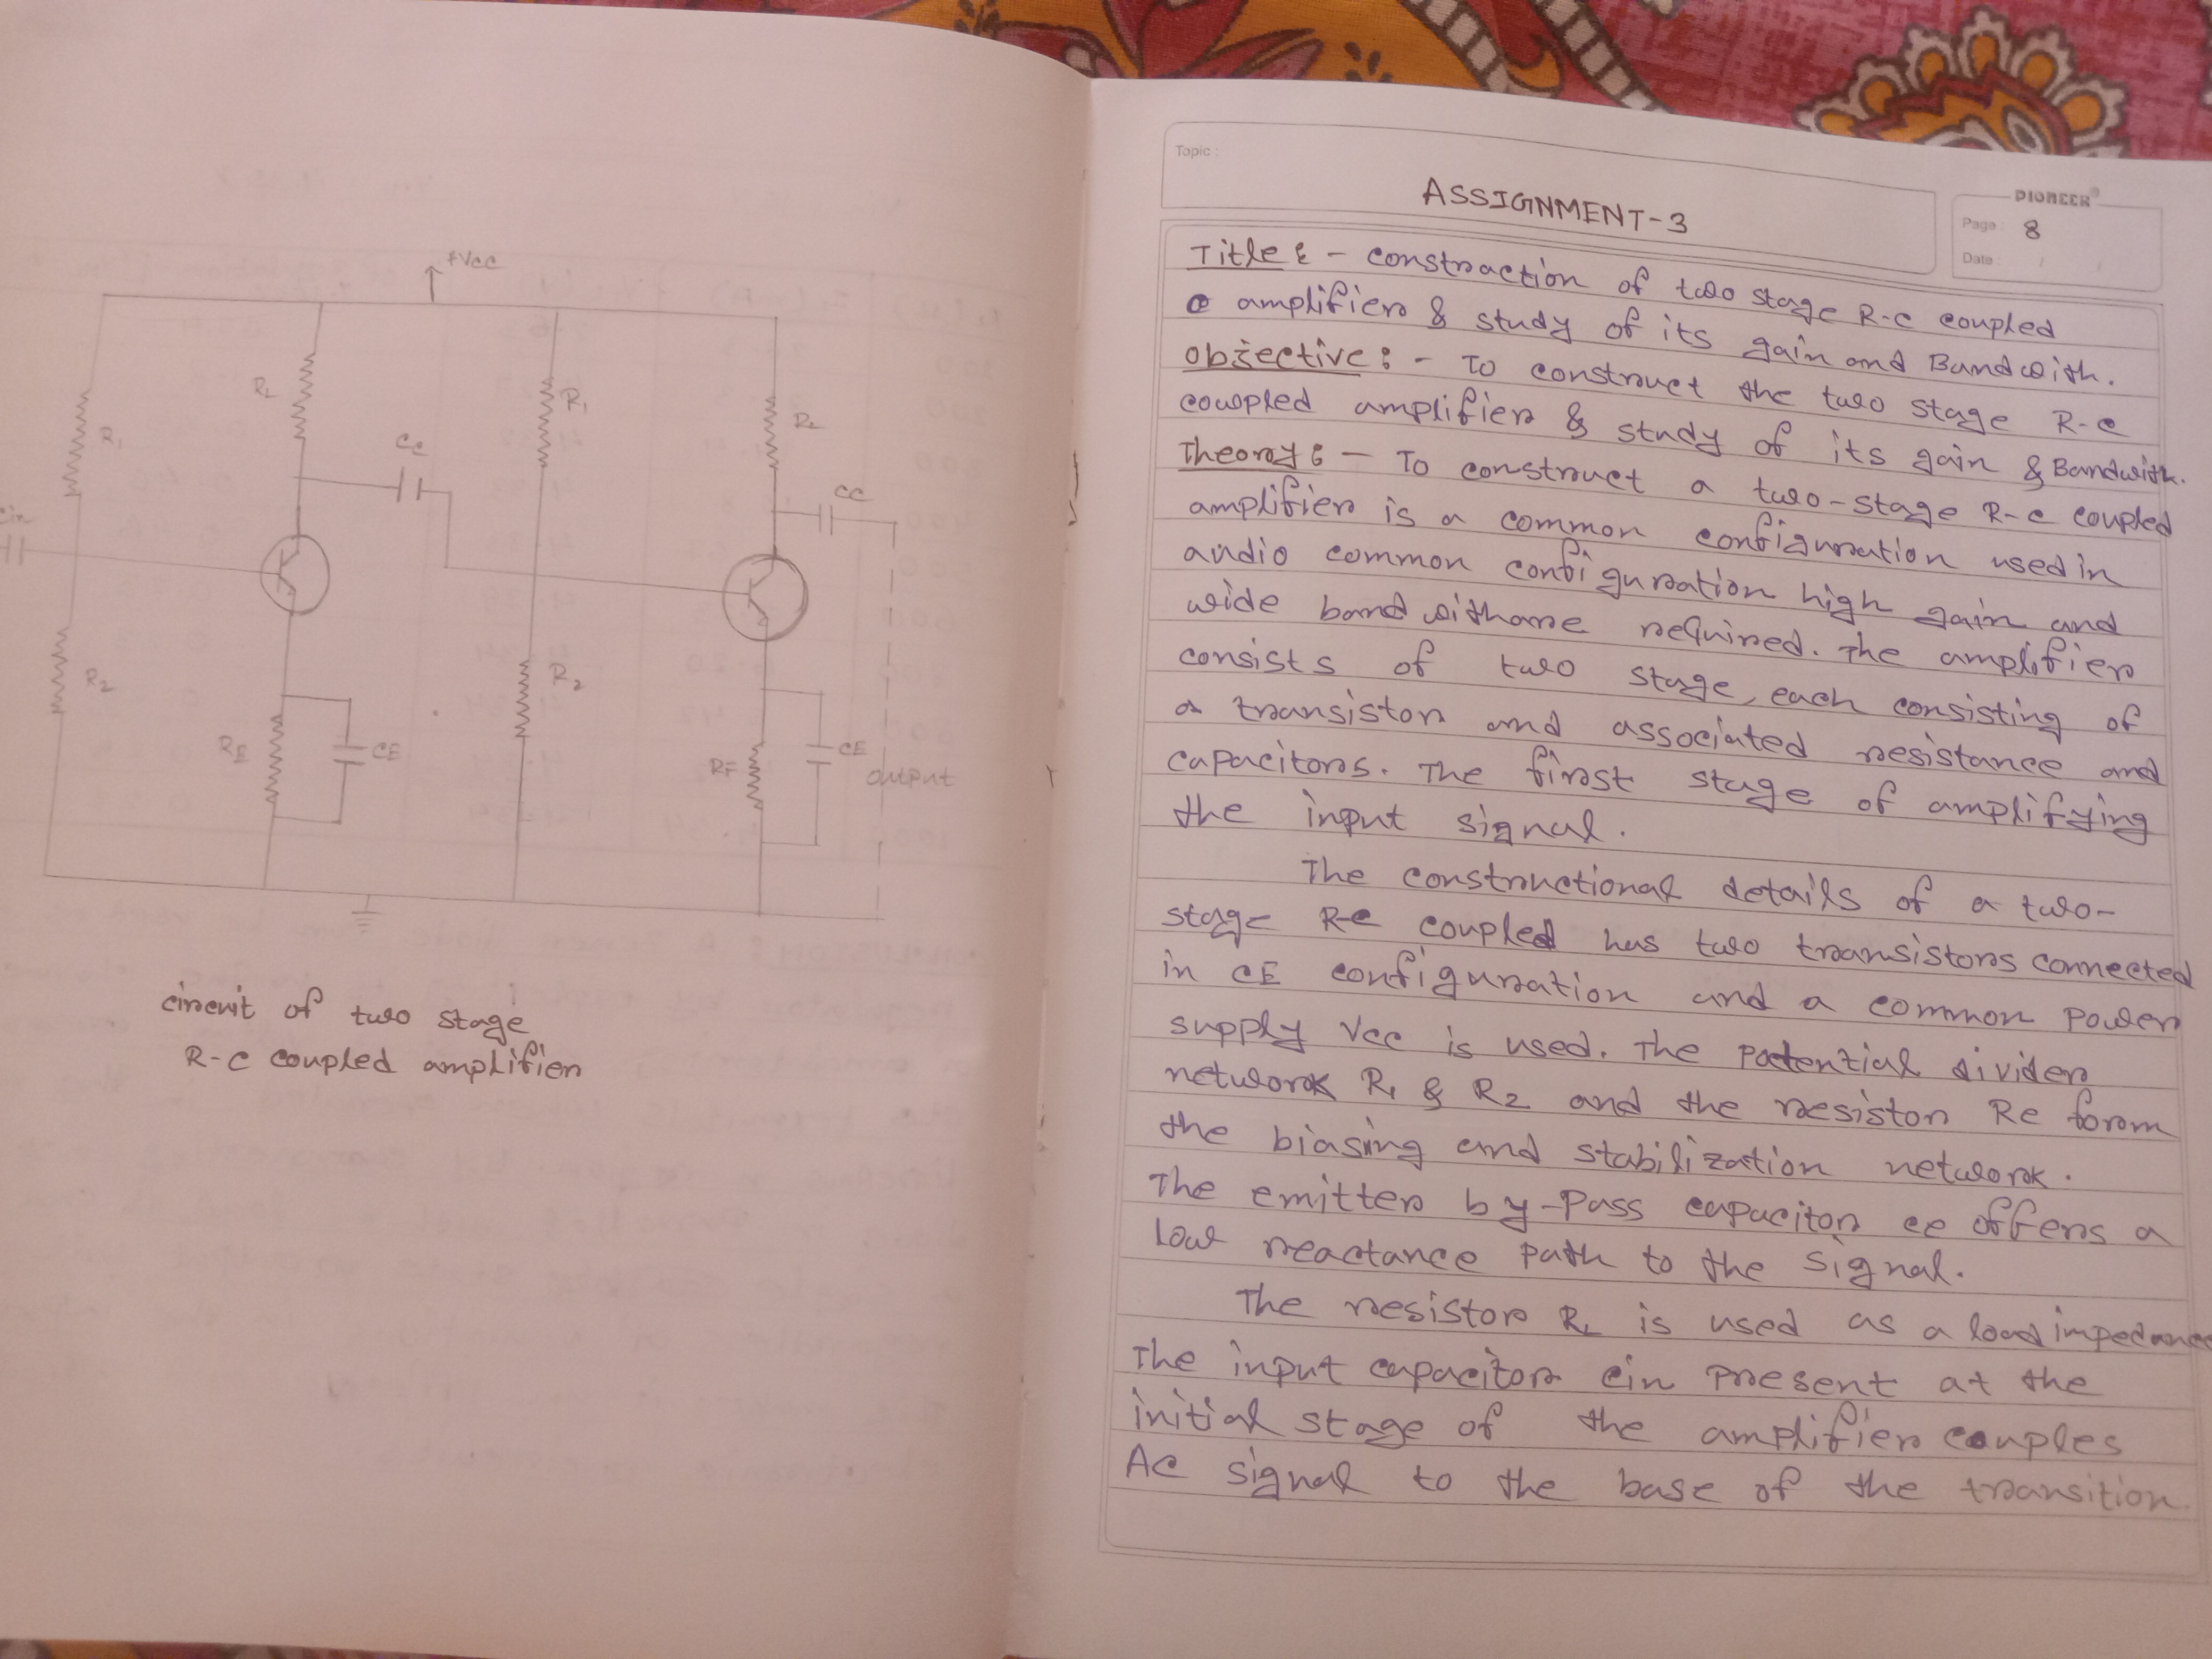 +Vcc
R1
RL
Cc
R1
RL
CC
Cin
R2
RE
CE
R2
RF
CE
output
circuit of two stage
R-C coupled amplifier
Topic :
PIONEER®
Page : 8
Date : / /
ASSIGNMENT-3
Title : - constraction of two stage R-C coupled
amplifier & study of its gain and Bandwith.
Objective : - To construct the two stage R-C
coupled amplifier & study of its gain & Bandwith.
Theory : - To construct a two-stage R-C coupled
amplifier is a common configuration used in
audio common configuration high gain and
wide band withare required. The amplifier
consists of two stage, each consisting of
a transistor and associated resistance and
capacitors. The first stage of amplifying
the input signal.
The constructional details of a two-
stage R-C coupled has two transistors connected
in CE configuration and a common power
supply Vcc is used. The potential divider
network R1 & R2 and the resistor Re form
the biasing and stabilization network.
The emitter by-pass capacitor ce offers a
low reactance path to the signal.
The resistor RL is used as a load impedance
The input capacitor Cin present at the
initial stage of the amplifier couples
AC signal to the base of the transition.